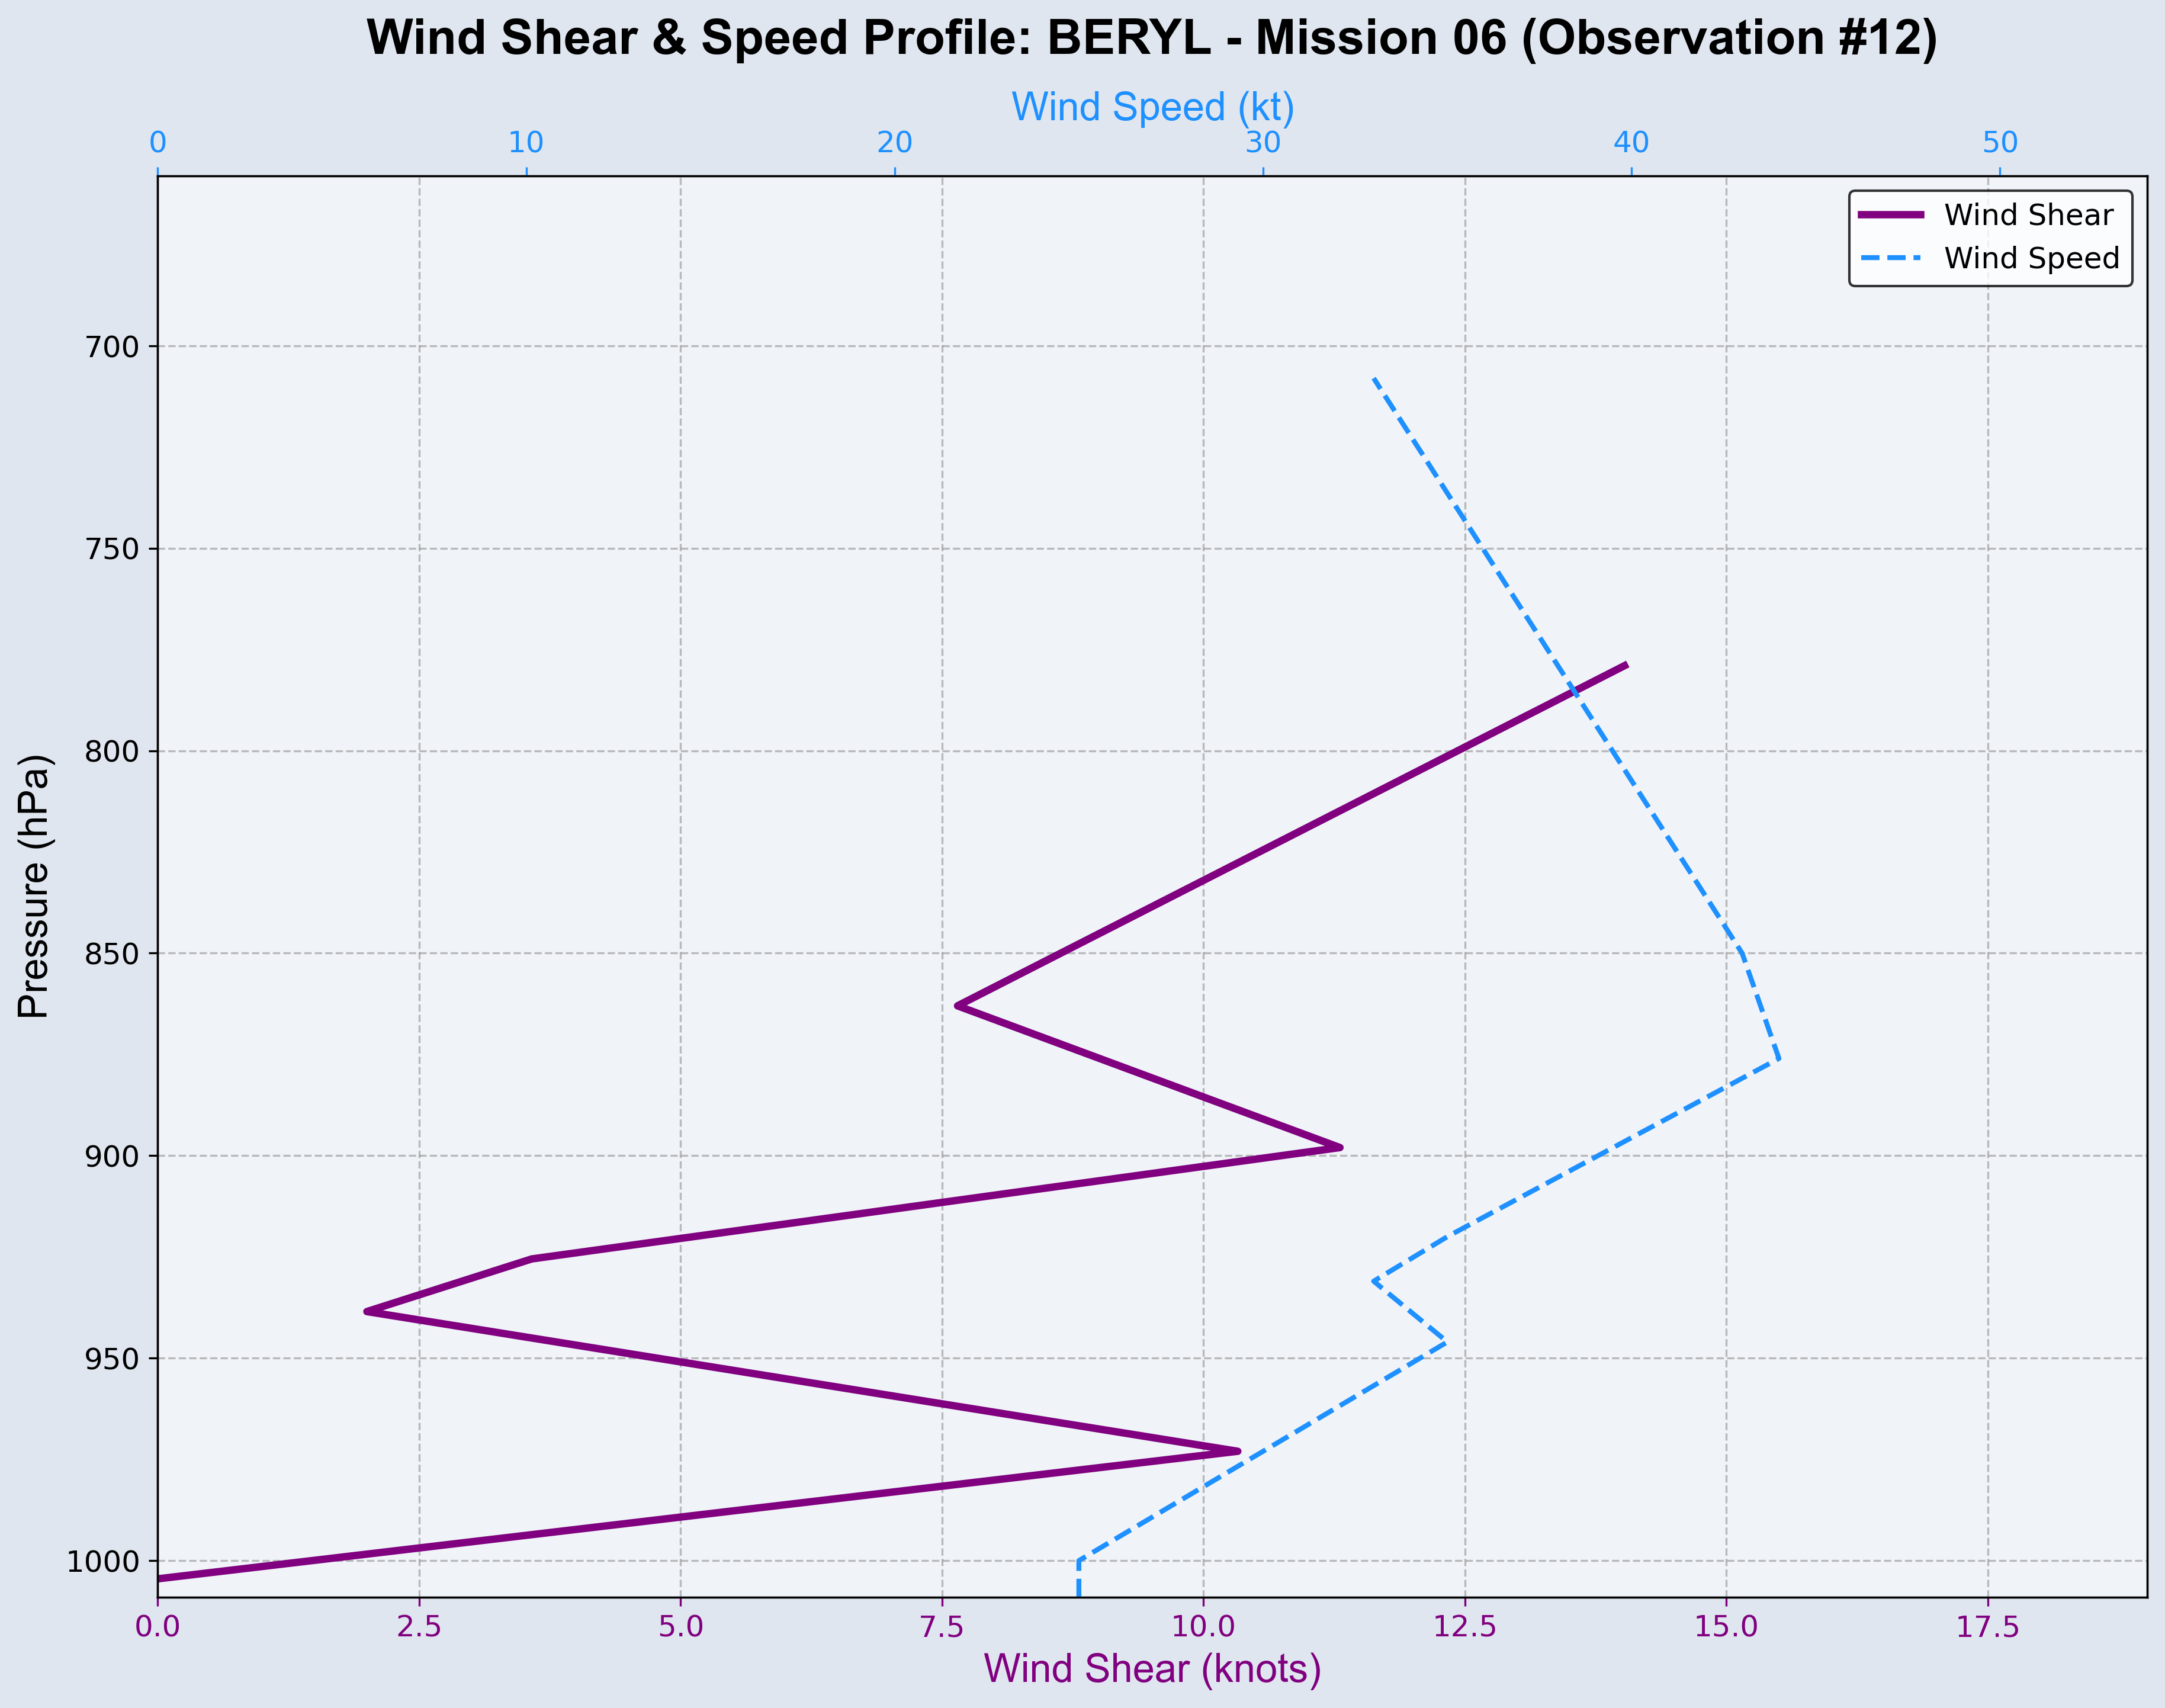 Wind Shear & Speed Profile: BERYL - Mission 06 (Observation #12)
Wind Speed (kt)
0 10 20 30 40 50
Wind Shear
Wind Speed
Pressure (hPa)
700
750
800
850
900
950
1000
0.0 2.5 5.0 7.5 10.0 12.5 15.0 17.5
Wind Shear (knots)